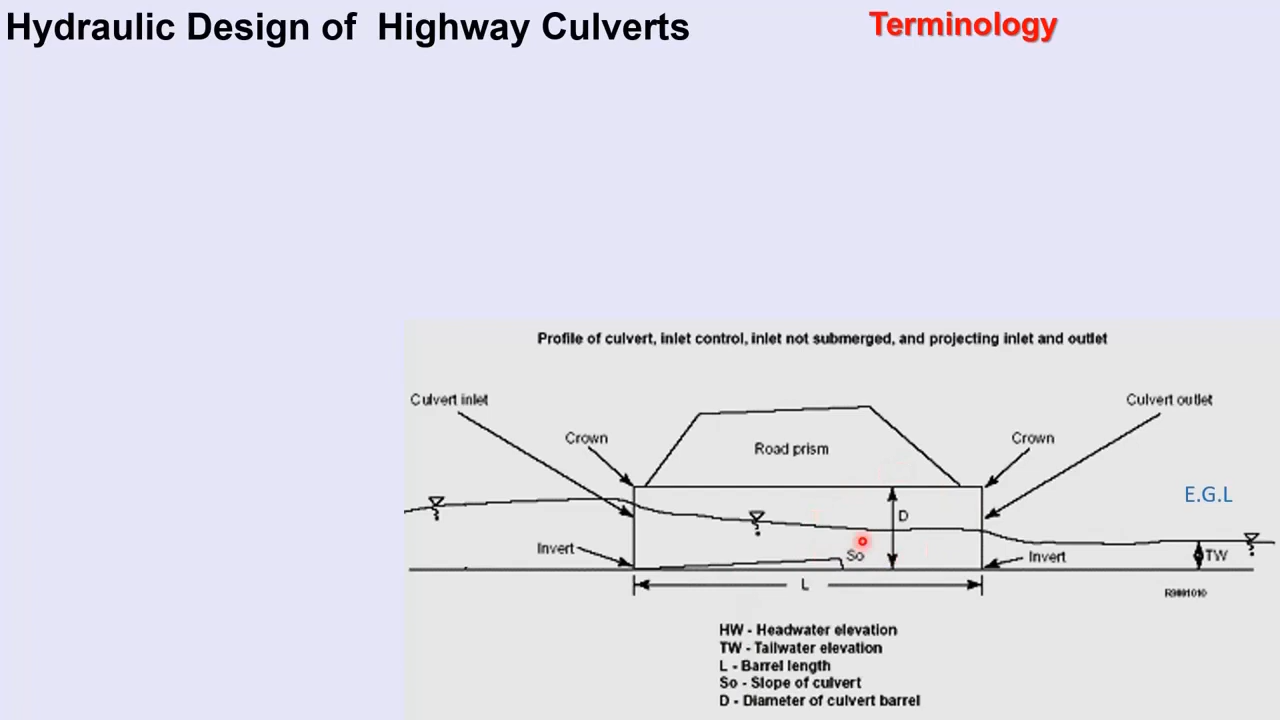 Hydraulic Design of Highway Culverts
Terminology
Profile of culvert, inlet control, inlet not submerged, and projecting inlet and outlet
Culvert inlet
Culvert outlet
Crown
Crown
Road prism
E.G.L
D
Invert
So
Invert
TW
L
R9801010
HW - Headwater elevation
TW - Tailwater elevation
L - Barrel length
So - Slope of culvert
D - Diameter of culvert barrel